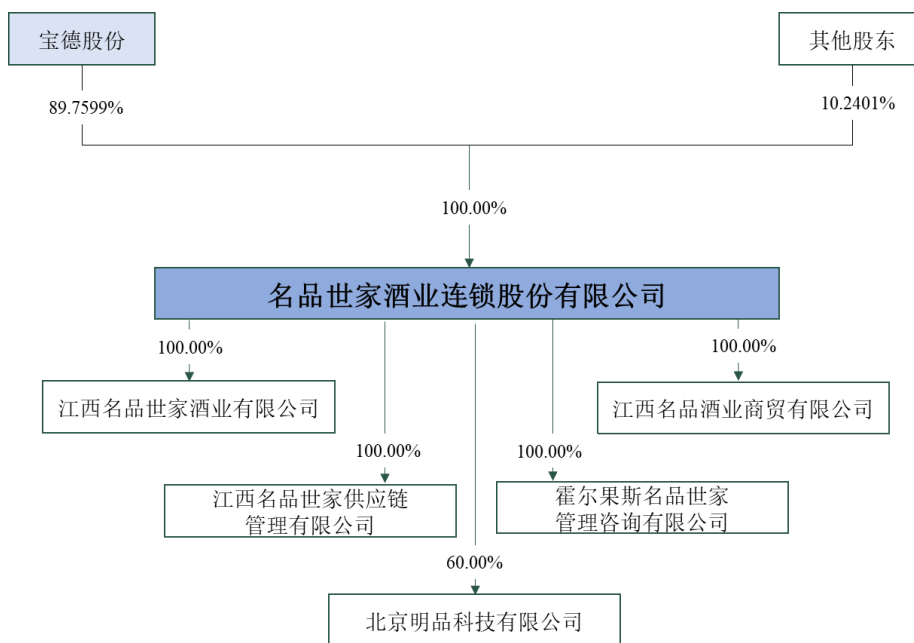 宝德股份
其他股东
89.7599%
10.2401%
100.00%
名品世家酒业连锁股份有限公司
100.00%
100.00%
江西名品世家酒业有限公司
江西名品酒业商贸有限公司
100.00%
100.00%
江西名品世家供应链
管理有限公司
霍尔果斯名品世家
管理咨询有限公司
60.00%
北京明品科技有限公司